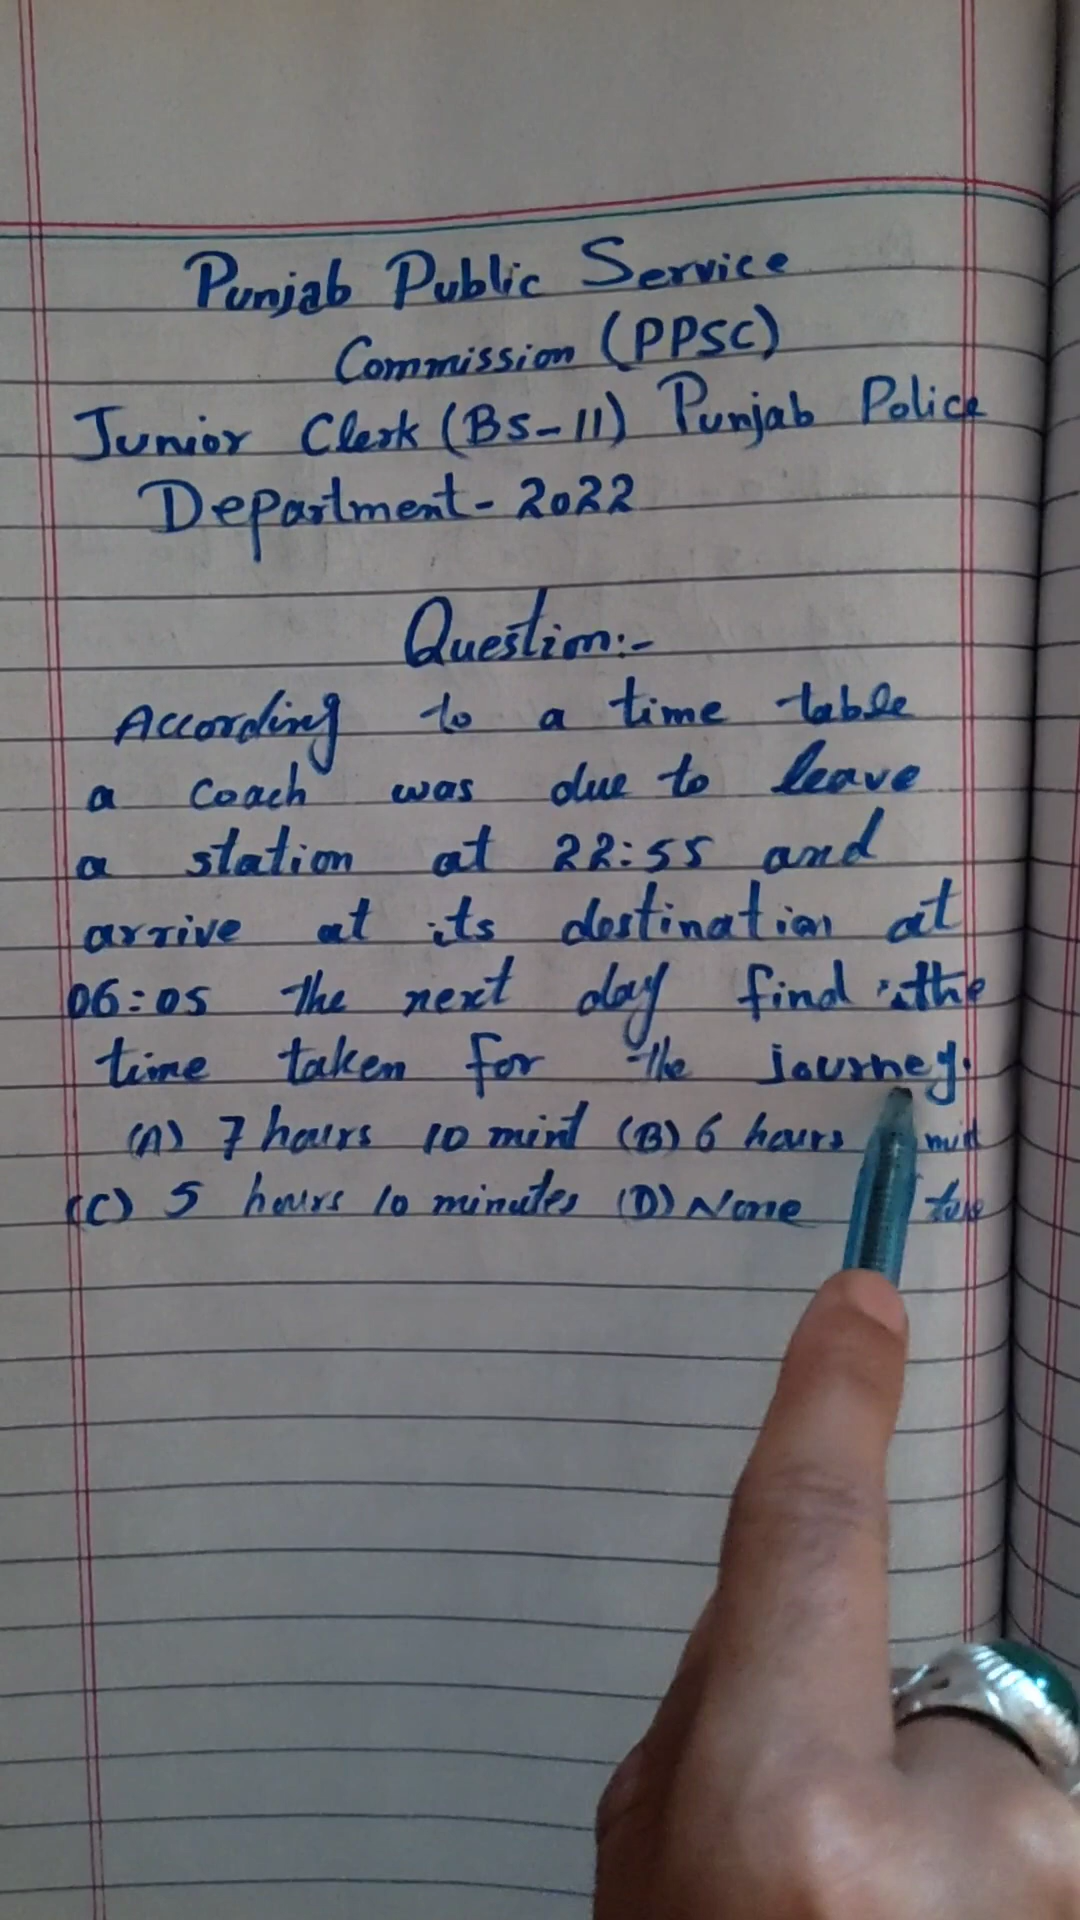 Punjab Public Service
Commission (PPSC)
Junior Clerk (BS-11) Punjab Police
Department-2022
Question:-
According to a time table
a coach was due to leave
a station at 22:55 and
arrive at its destination at
06:05 the next day find the
time taken for the journey.
(A) 7 hours 10 mint (B) 6 hours
(C) 5 hours 10 minutes (D) None